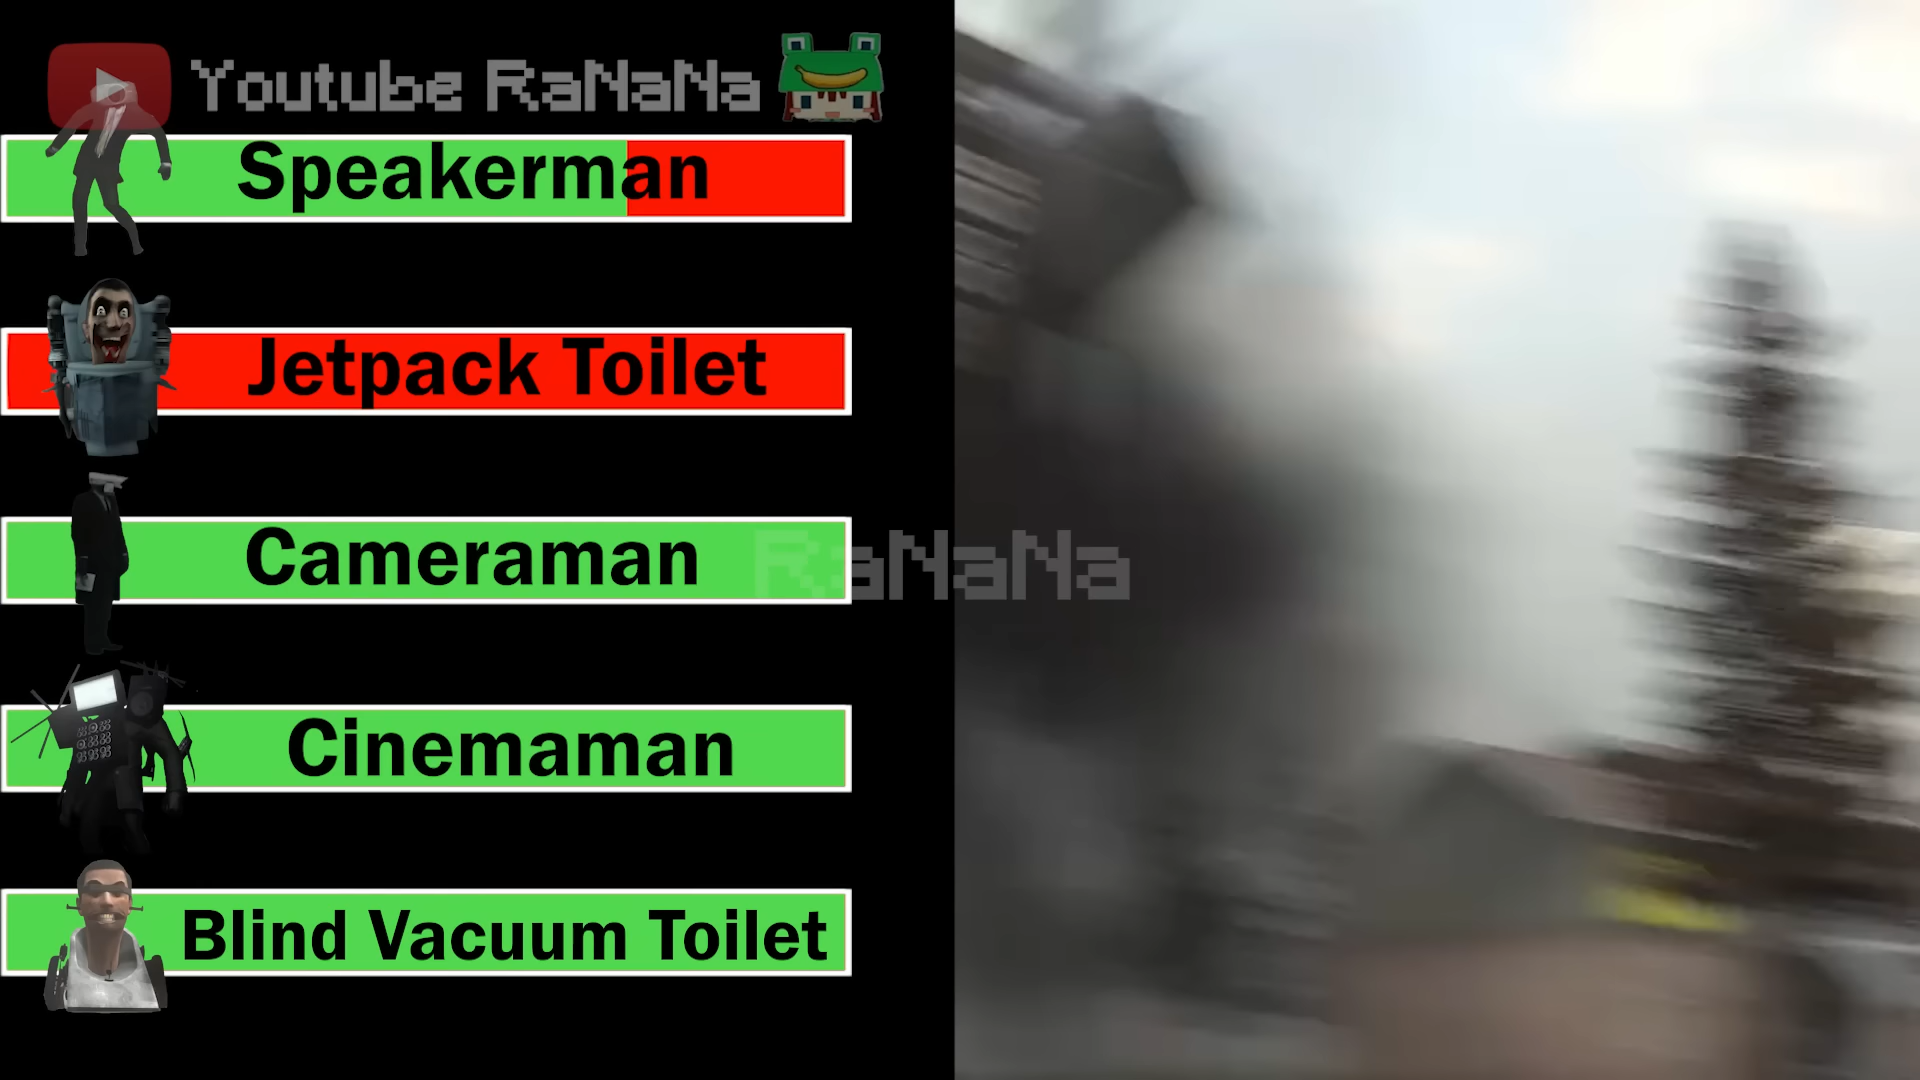 Youtube RaNaNa
Speakerman
Jetpack Toilet
Cameraman
RaNaNa
Cinemaman
Blind Vacuum Toilet